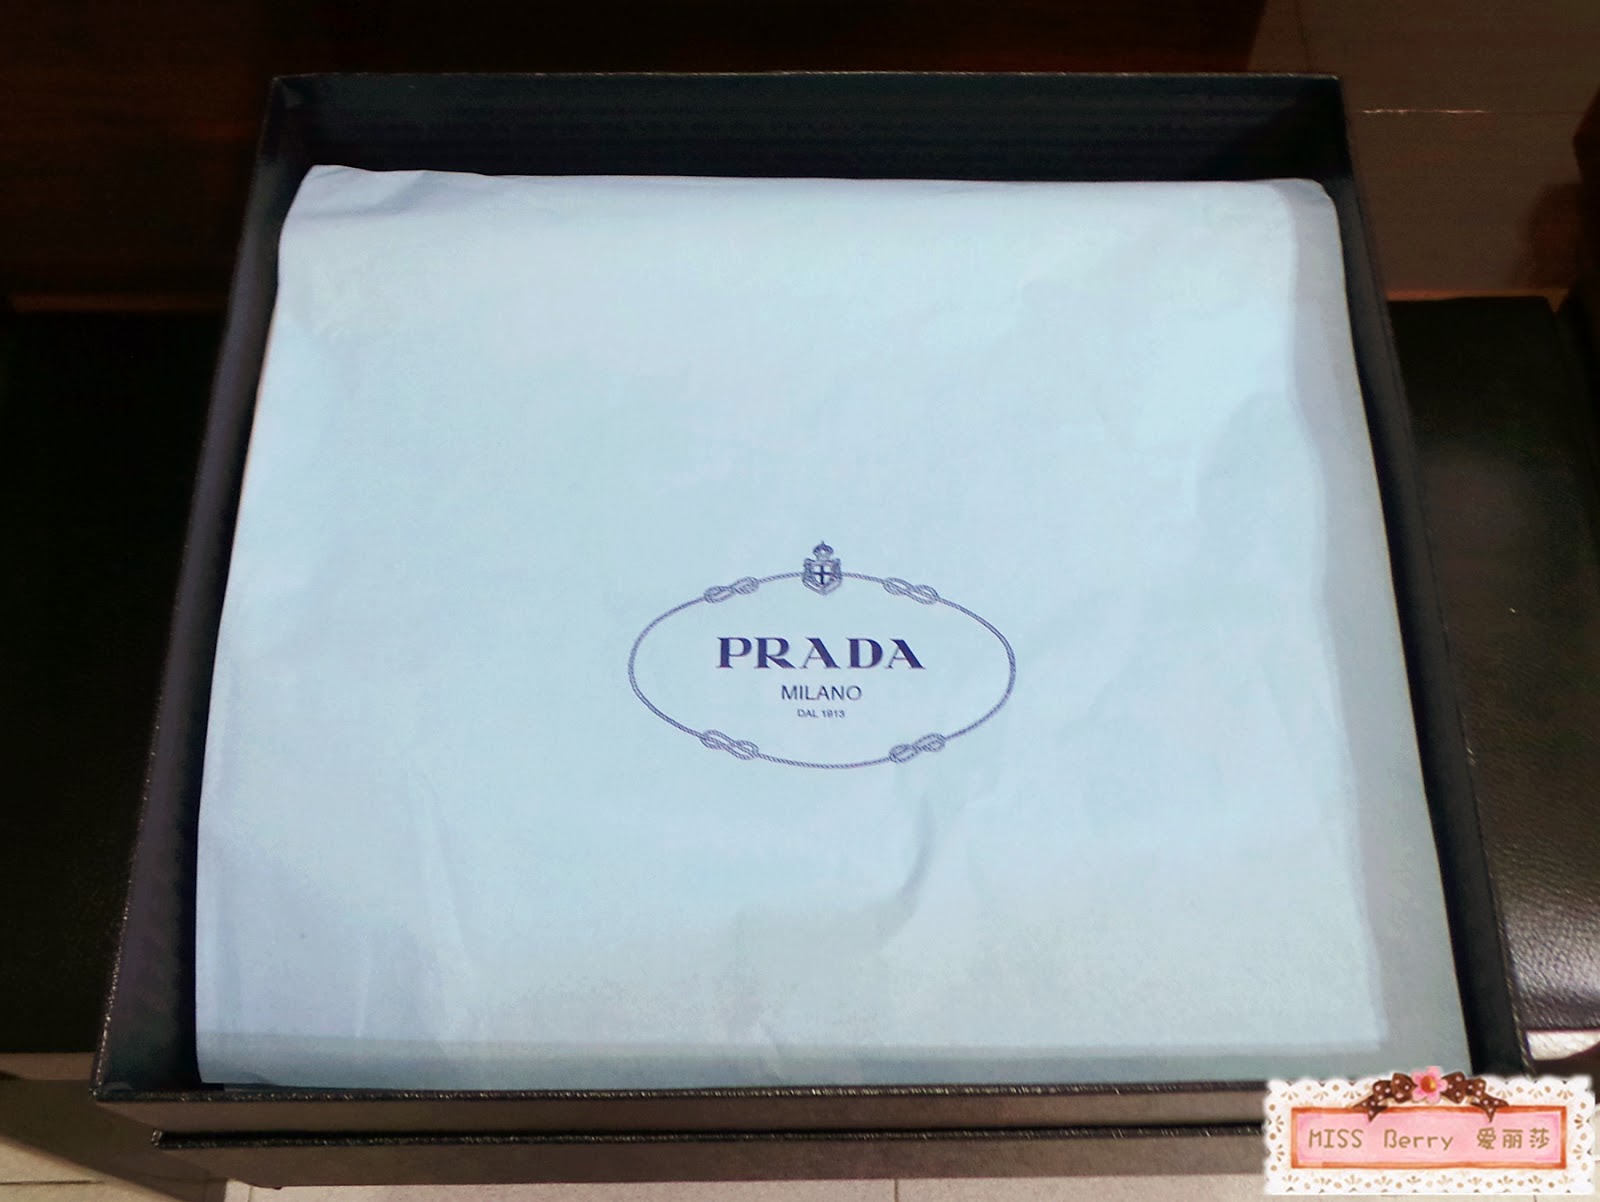 PRADA
MILANO
DAL 1913
MISS Berry 爱丽莎